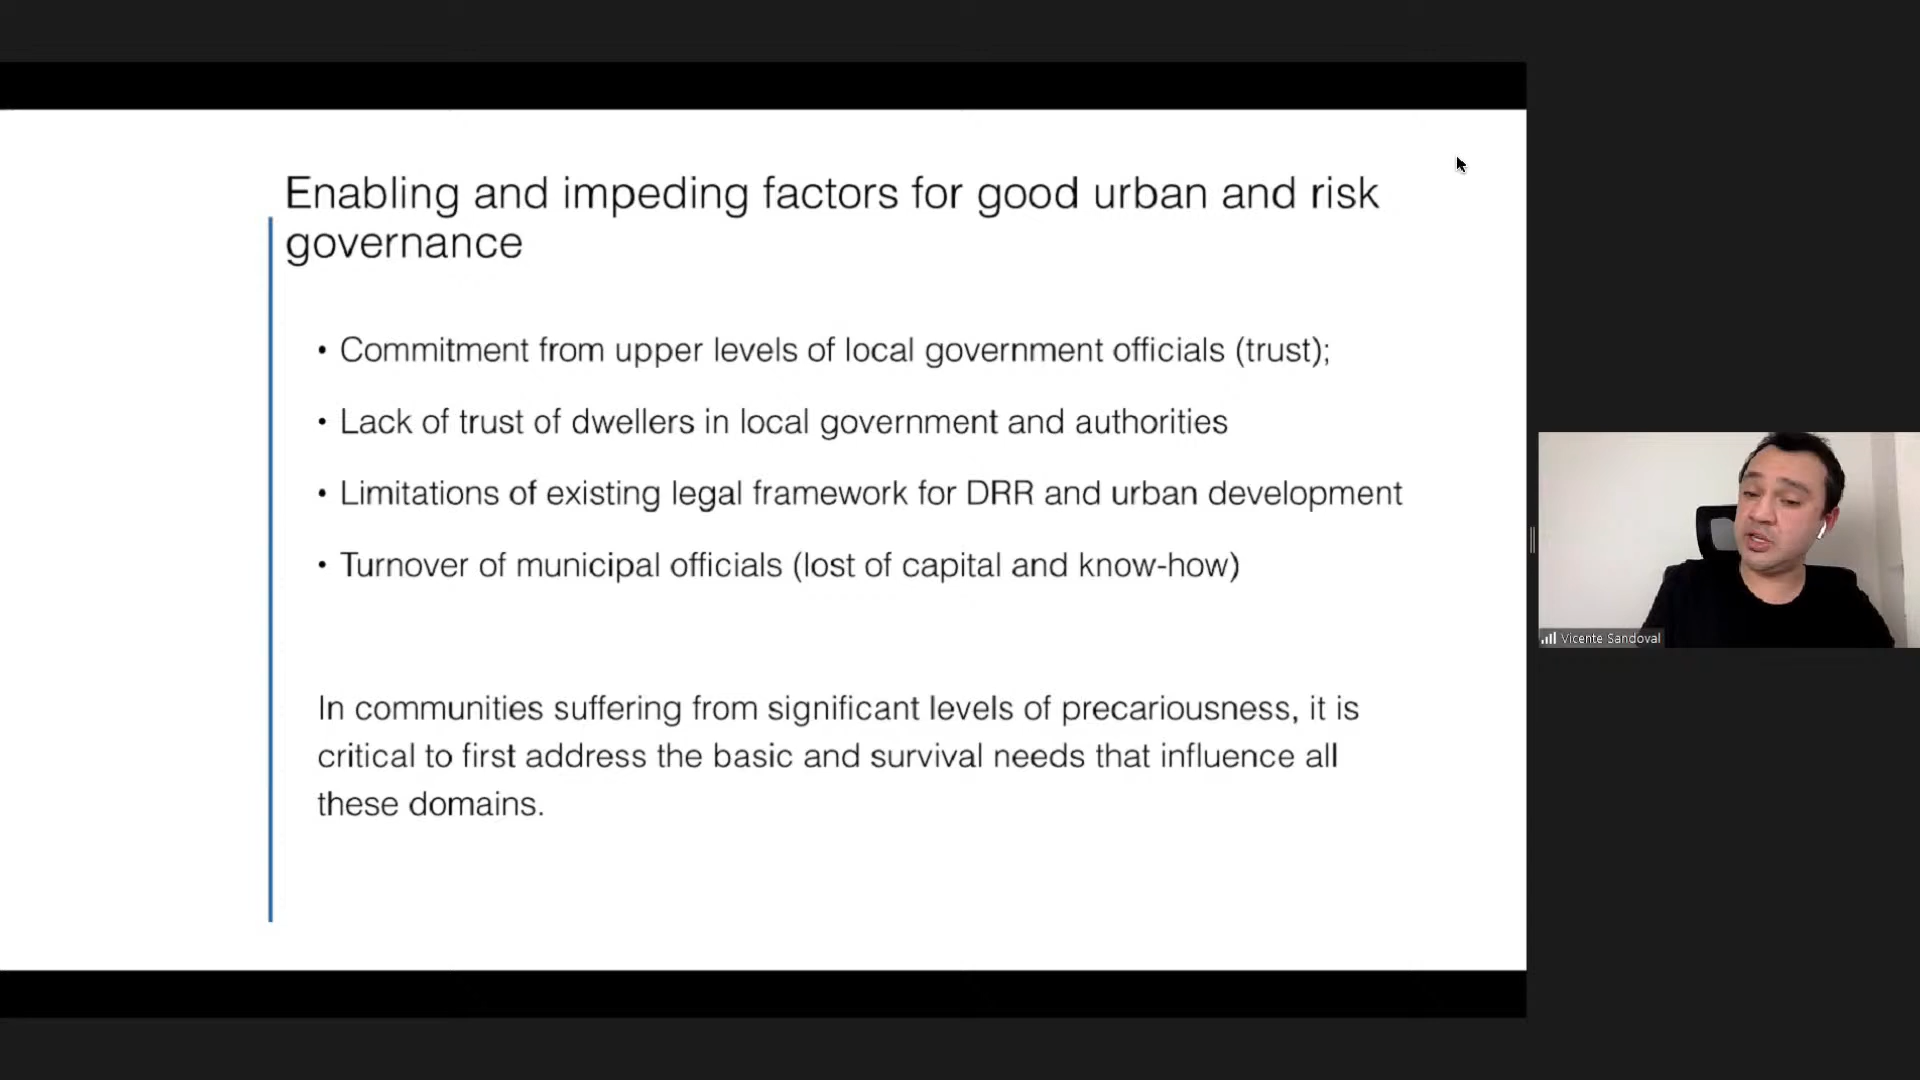 Enabling and impeding factors for good urban and risk
governance
• Commitment from upper levels of local government officials (trust);
• Lack of trust of dwellers in local government and authorities
• Limitations of existing legal framework for DRR and urban development
• Turnover of municipal officials (lost of capital and know-how)
In communities suffering from significant levels of precariousness, it is
critical to first address the basic and survival needs that influence all
these domains.
Vicente Sandoval